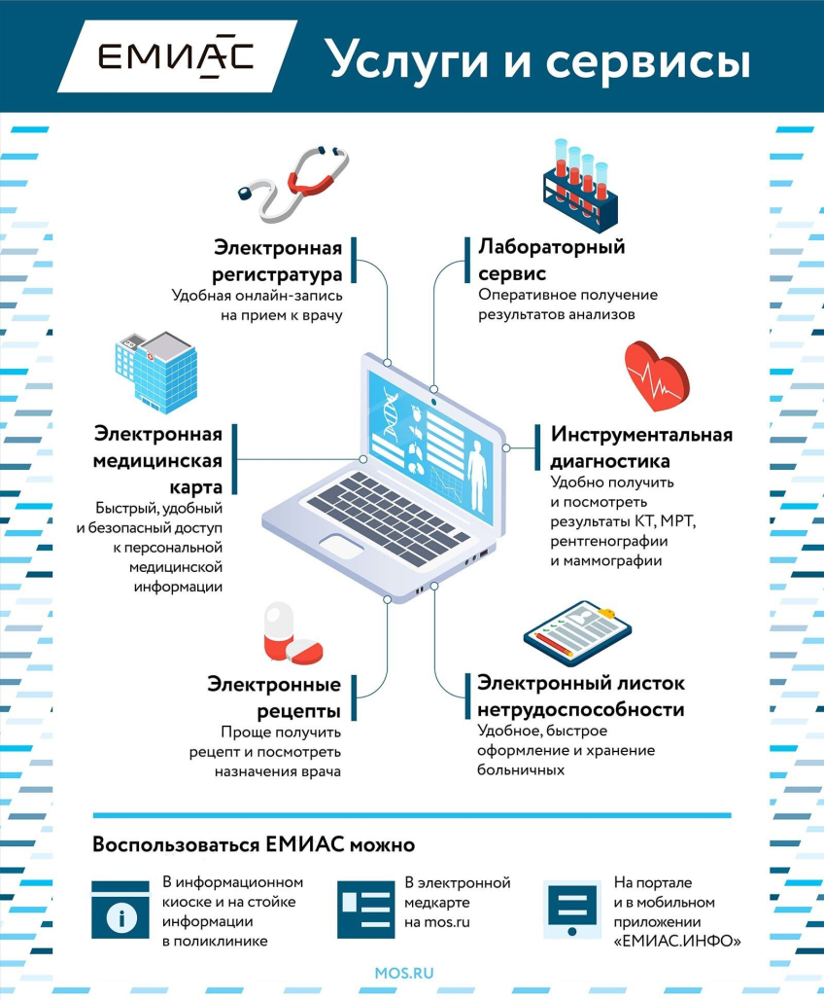 ЕМИАС
Услуги и сервисы
Электронная
регистратура
Удобная онлайн-запись
на прием к врачу
Лабораторный
сервис
Оперативное получение
результатов анализов
Электронная
медицинская
карта
Быстрый, удобный
и безопасный доступ
к персональной
медицинской
информации
Инструментальная
диагностика
Удобно получить
и посмотреть
результаты КТ, МРТ,
рентгенографии
и маммографии
Электронные
рецепты
Проще получить
рецепт и посмотреть
назначения врача
Электронный листок
нетрудоспособности
Удобное, быстрое
оформление и хранение
больничных
Воспользоваться ЕМИАС можно
В информационном
киоске и на стойке
информации
в поликлинике
В электронной
медкарте
на mos.ru
На портале
и в мобильном
приложении
«ЕМИАС.ИНФО»
MOS.RU